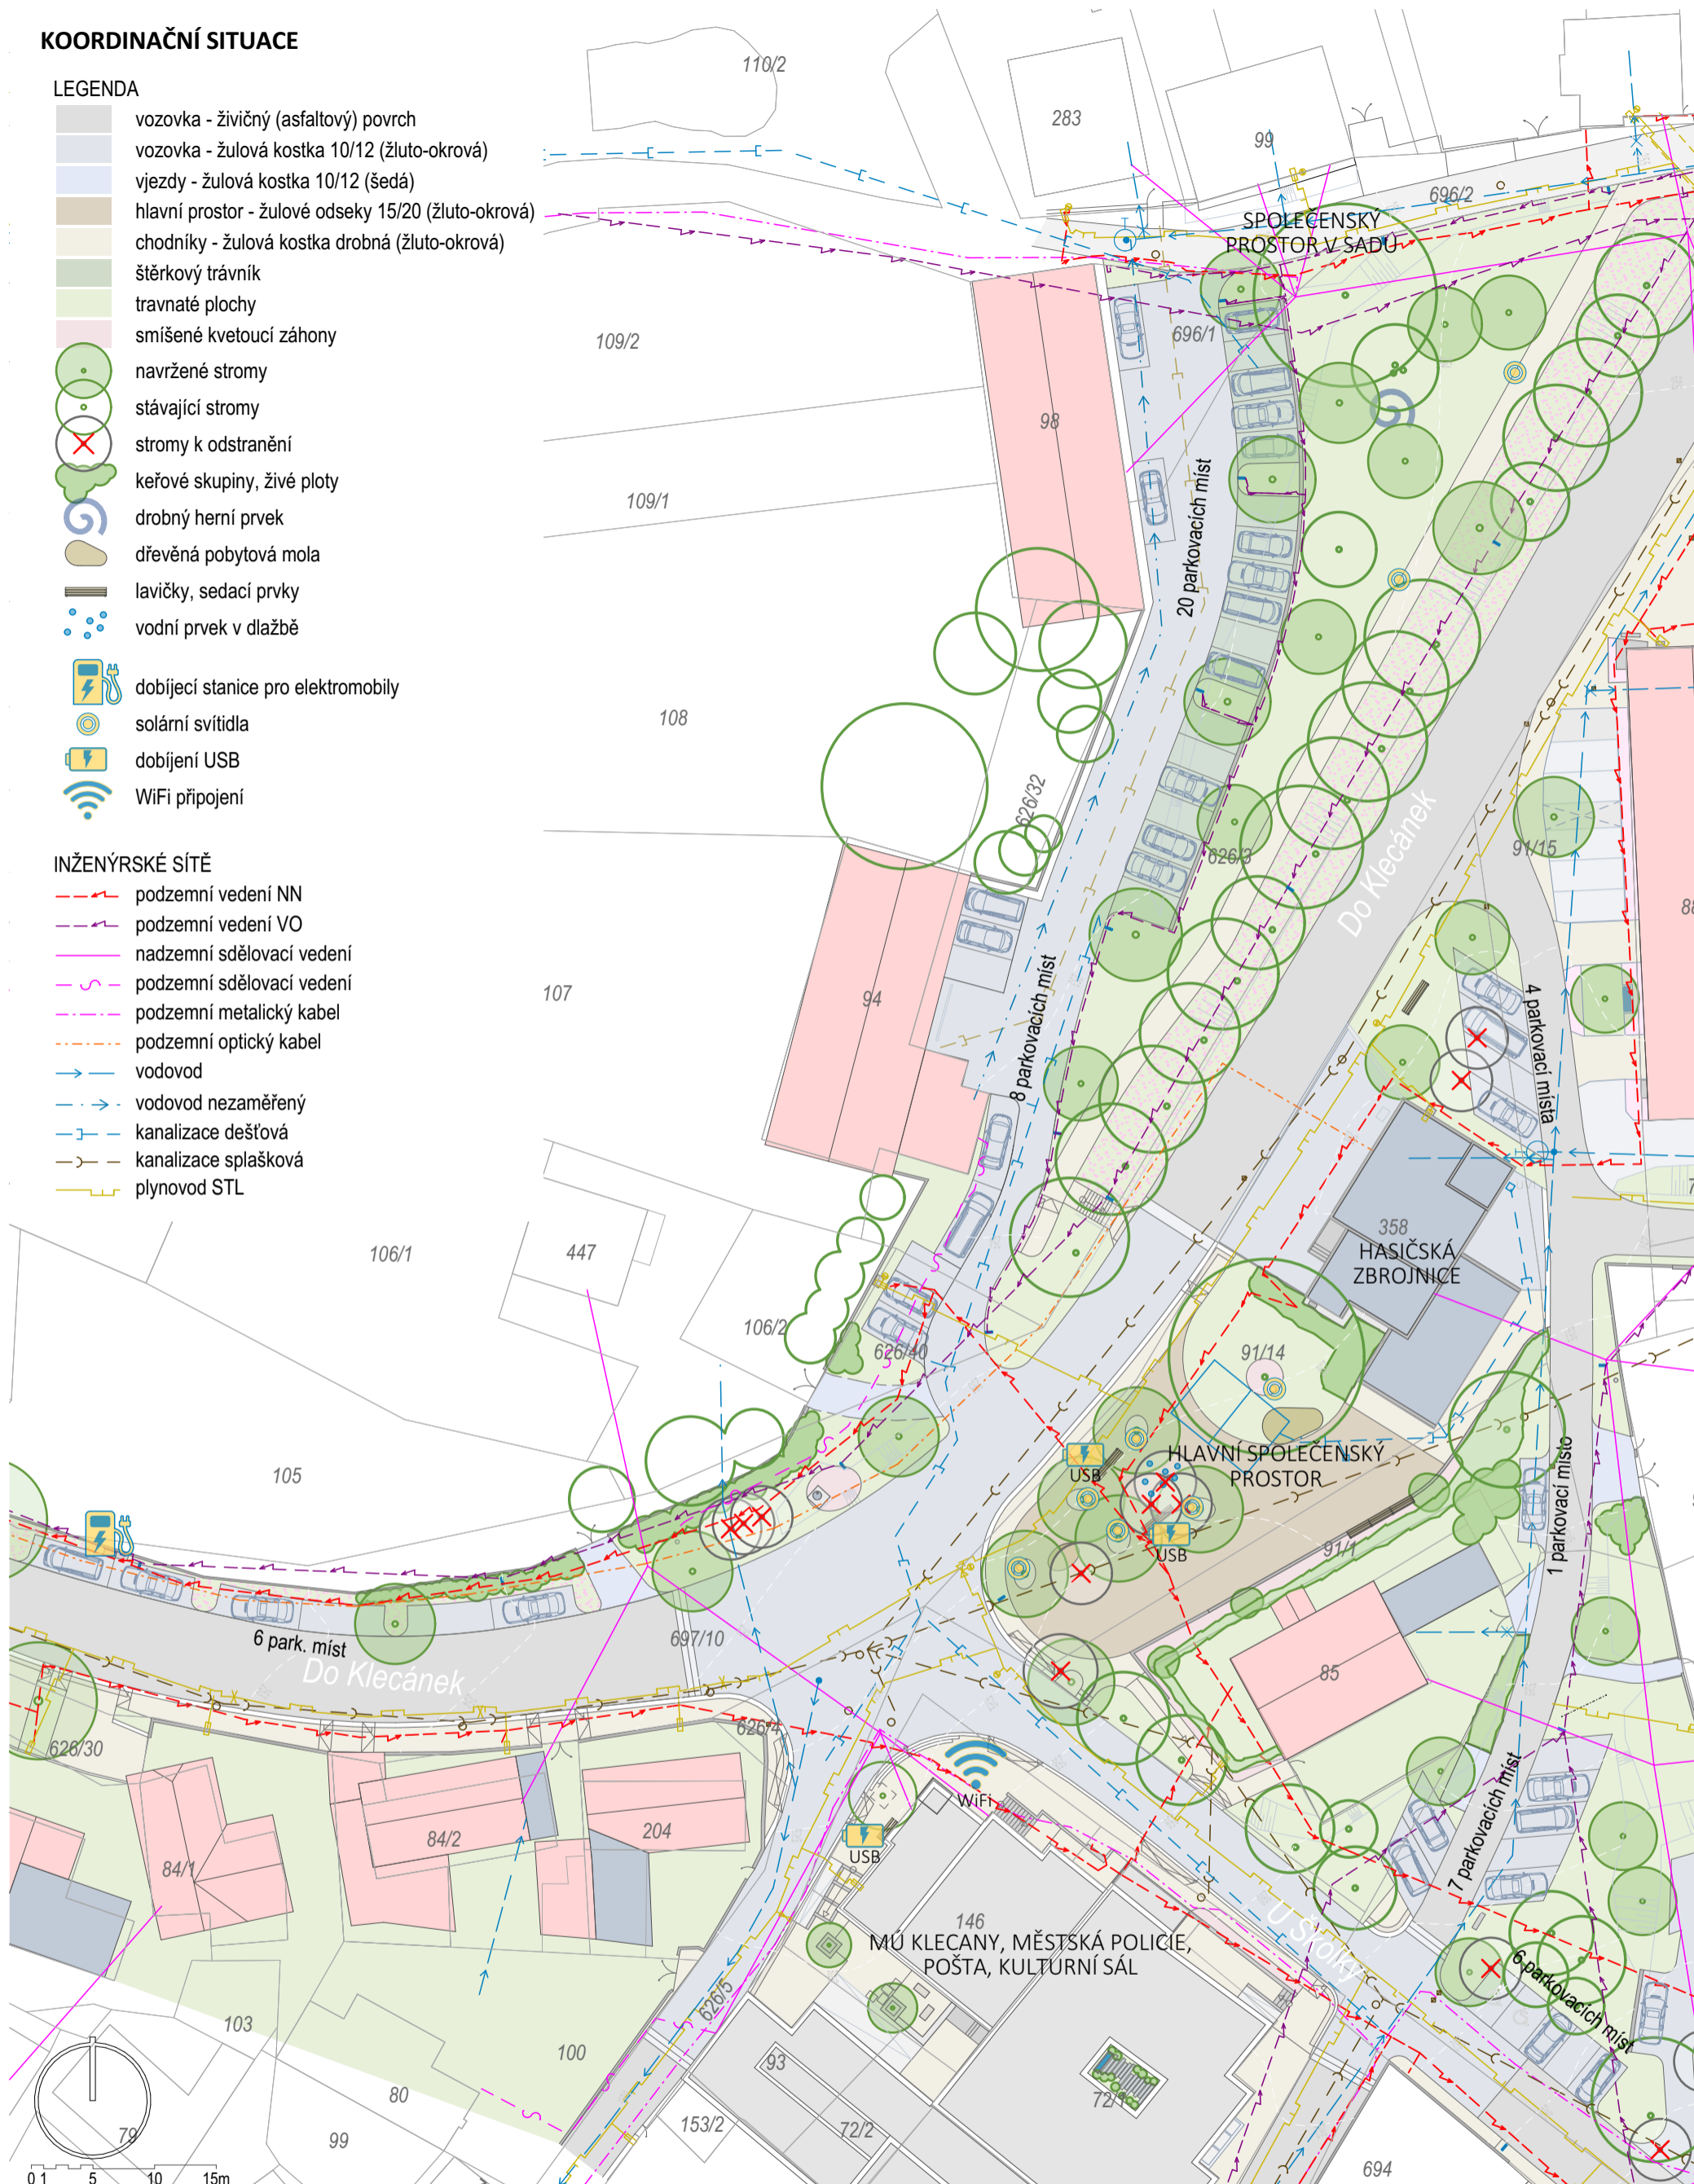 KOORDINAČNÍ SITUACE
LEGENDA
vozovka - živičný (asfaltový) povrch
vozovka - žulová kostka 10/12 (žluto-okrová)
vjezdy - žulová kostka 10/12 (šedá)
hlavní prostor - žulové odseky 15/20 (žluto-okrová)
chodníky - žulová kostka drobná (žluto-okrová)
štěrkový trávník
travnaté plochy
smíšené kvetoucí záhony
navržené stromy
stávající stromy
stromy k odstranění
keřové skupiny, živé ploty
drobný herní prvek
dřevěná pobytová mola
lavičky, sedací prvky
vodní prvek v dlažbě
dobíjecí stanice pro elektromobily
solární svítidla
dobíjení USB
WiFi připojení
INŽENÝRSKÉ SÍTĚ
podzemní vedení NN
podzemní vedení VO
nadzemní sdělovací vedení
podzemní sdělovací vedení
podzemní metalický kabel
podzemní optický kabel
vodovod
vodovod nezaměřený
kanalizace dešťová
kanalizace splašková
plynovod STL
110/2
283
99
696/2
SPOLEČENSKÝ
PROSTOR V SADU
696/1
109/2
98
109/1
20 parkovacích míst
108
626/32
626/3
91/15
Do Klecánek
107
94
8 parkovacích míst
4 parkovací místa
106/1
447
358
HASIČSKÁ
ZBROJNICE
106/2
626/40
91/14
105
HLAVNÍ SPOLEČENSKÝ
PROSTOR
USB
USB
91/1
1 parkovací místo
6 park. míst
Do Klecánek
697/10
85
626/30
626/4
WiFi
USB
84/1
84/2
204
7 parkovacích míst
146
MÚ KLECANY, MĚSTSKÁ POLICIE,
POŠTA, KULTURNÍ SÁL
U Školky
6 parkovacích míst
626/5
103
100
93
80
79
99
153/2
72/2
72/1
694
0 1 5 10 15m